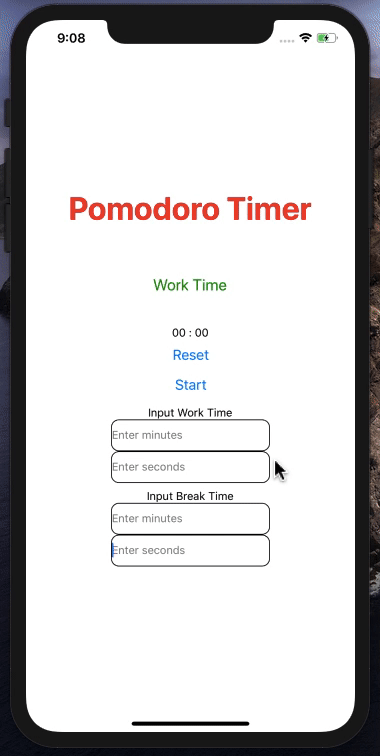 9:08
Pomodoro Timer
Work Time
00 : 00
Reset
Start
Input Work Time
Enter minutes
Enter seconds
Input Break Time
Enter minutes
Enter seconds